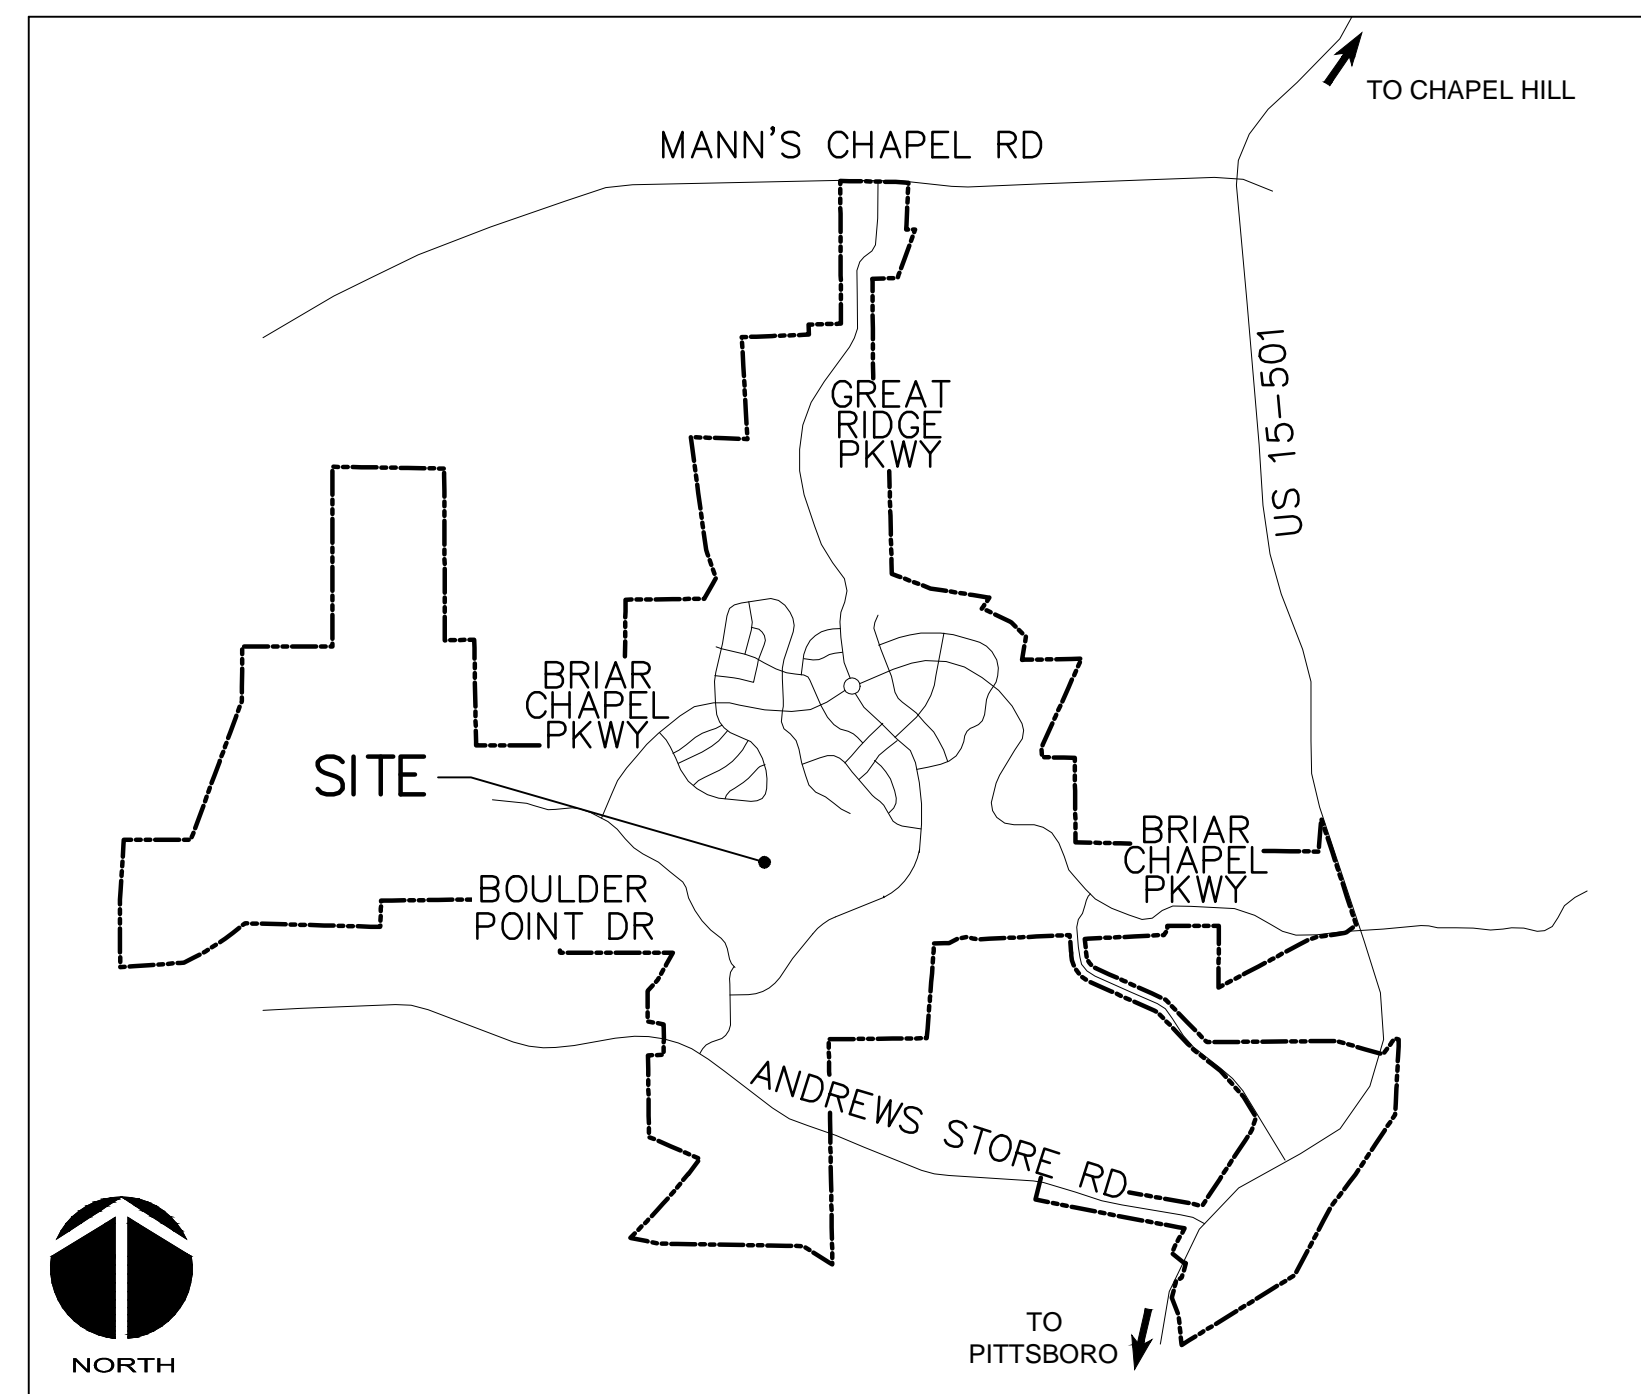 TO CHAPEL HILL
MANN'S CHAPEL RD
US 15-501
GREAT
RIDGE
PKWY
BRIAR
CHAPEL
PKWY
SITE
BRIAR
CHAPEL
PKWY
BOULDER
POINT DR
ANDREWS STORE RD
TO
PITTSBORO
NORTH